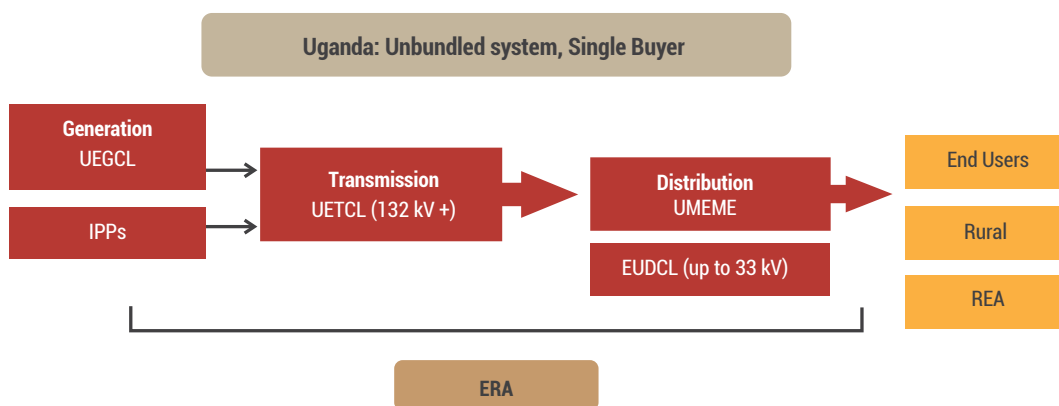 Uganda: Unbundled system, Single Buyer
Generation
UEGCL
IPPs
Transmission
UETCL (132 kV +)
Distribution
UMEME
EUDCL (up to 33 kV)
End Users
Rural
REA
ERA